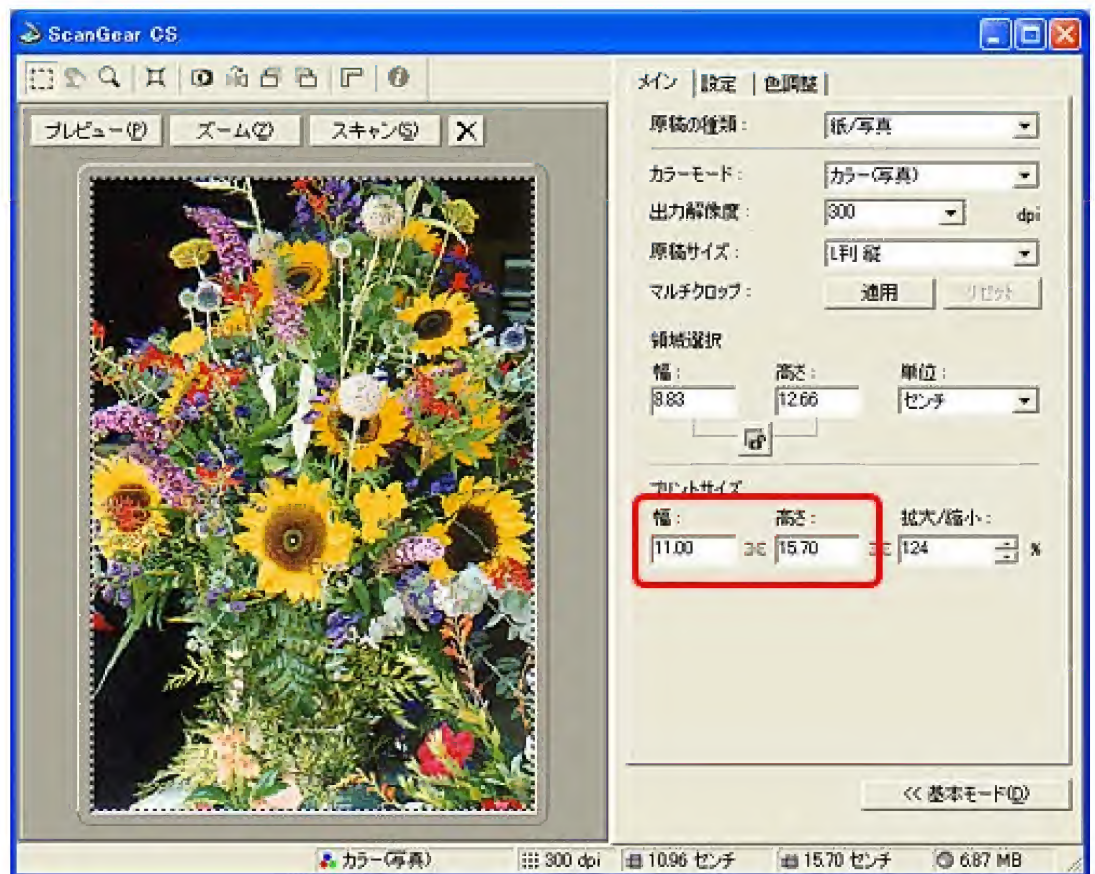 ScanGear CS
メイン 設定 色調整
プレビュー(P) ズーム(Z) スキャン(S)
原稿の種類： 紙/写真
カラーモード： カラー(写真)
出力解像度： 300 dpi
原稿サイズ： L判 縦
マルチクロップ： 適用 リセット
領域選択
幅： 高さ： 単位：
8.83 12.66 センチ
プリントサイズ
幅： 高さ： 拡大/縮小：
11.00 15.70 124 %
<< 基本モード(D)
カラー(写真) 300 dpi 10.96 センチ 15.70 センチ 6.87 MB